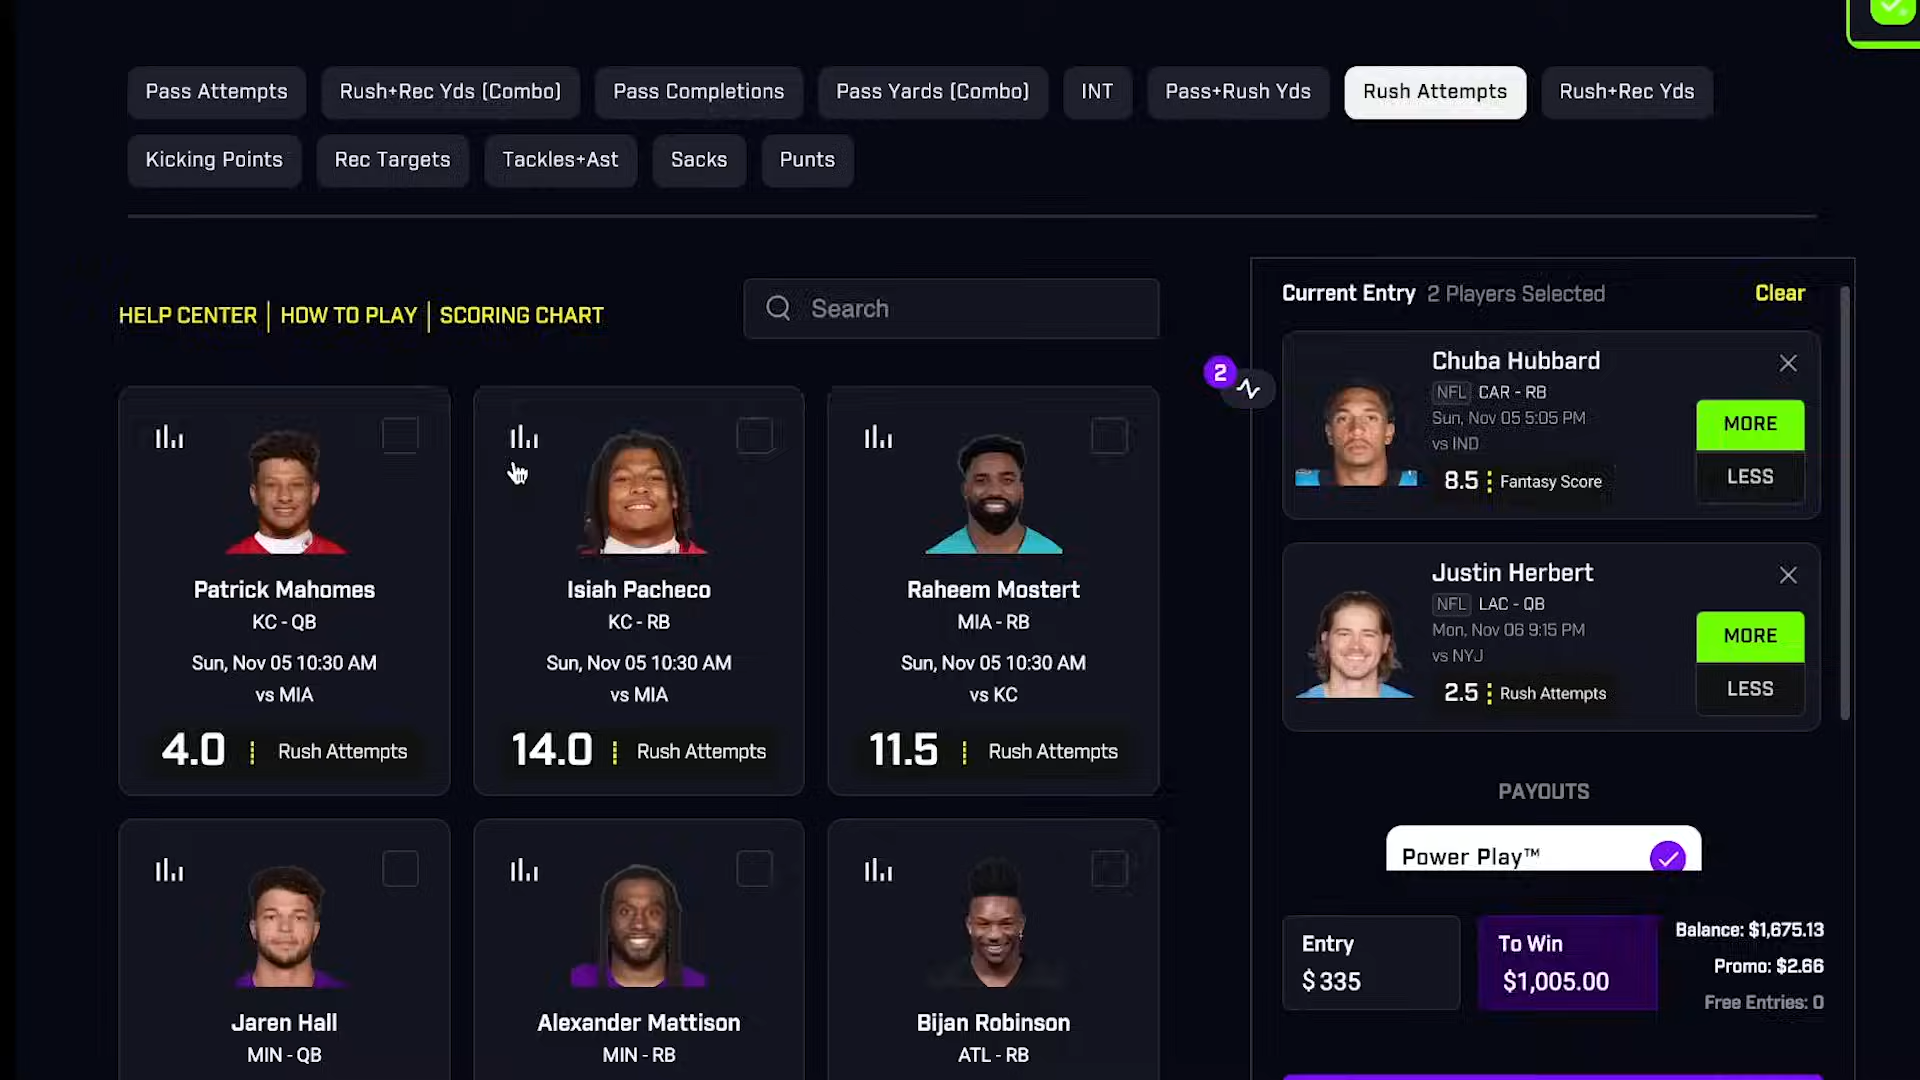 Pass Attempts
Rush+Rec Yds (Combo)
Pass Completions
Pass Yards (Combo)
INT
Pass+Rush Yds
Rush Attempts
Rush+Rec Yds
Kicking Points
Rec Targets
Tackles+Ast
Sacks
Punts
HELP CENTER | HOW TO PLAY | SCORING CHART
Search
Patrick Mahomes
KC - QB
Sun, Nov 05 10:30 AM
vs MIA
4.0 Rush Attempts
Isiah Pacheco
KC - RB
Sun, Nov 05 10:30 AM
vs MIA
14.0 Rush Attempts
Raheem Mostert
MIA - RB
Sun, Nov 05 10:30 AM
vs KC
11.5 Rush Attempts
Jaren Hall
MIN - QB
Alexander Mattison
MIN - RB
Bijan Robinson
ATL - RB
Current Entry 2 Players Selected
Clear
2
Chuba Hubbard
NFL CAR - RB
Sun, Nov 05 5:05 PM
vs IND
8.5 Fantasy Score
MORE
LESS
Justin Herbert
NFL LAC - QB
Mon, Nov 06 9:15 PM
vs NYJ
2.5 Rush Attempts
MORE
LESS
PAYOUTS
Power Play™
Entry
$ 335
To Win
$1,005.00
Balance: $1,675.13
Promo: $2.66
Free Entries: 0